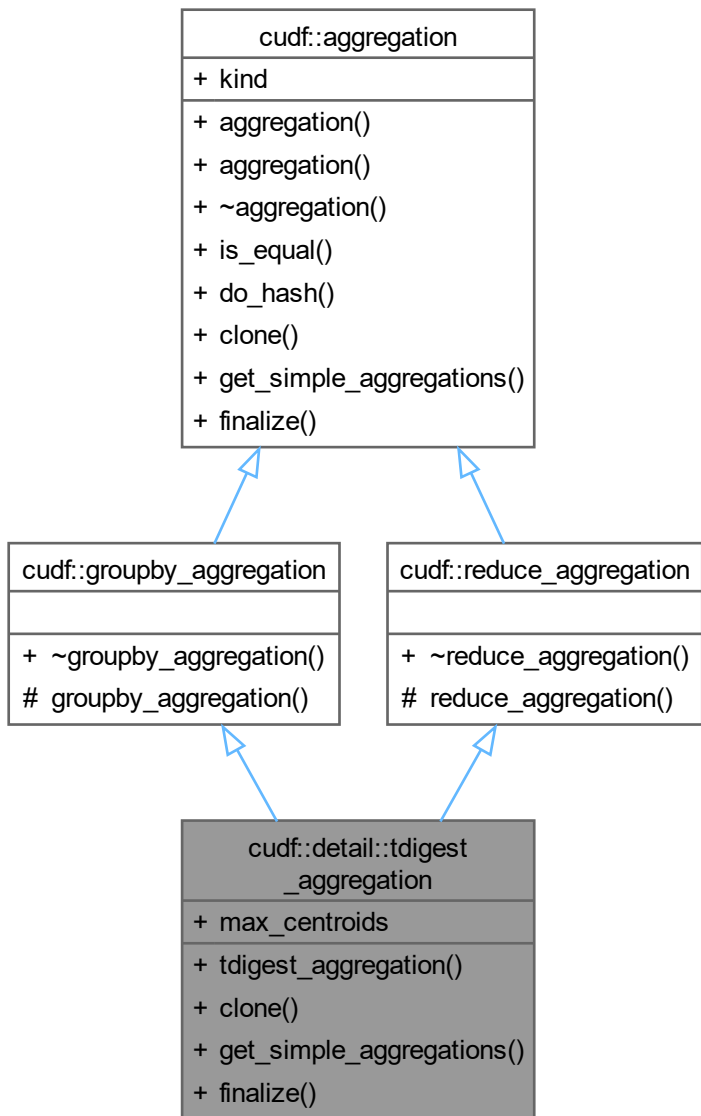 cudf::aggregation
+ kind
+ aggregation()
+ aggregation()
+ ~aggregation()
+ is_equal()
+ do_hash()
+ clone()
+ get_simple_aggregations()
+ finalize()
cudf::groupby_aggregation
+ ~groupby_aggregation()
# groupby_aggregation()
cudf::reduce_aggregation
+ ~reduce_aggregation()
# reduce_aggregation()
cudf::detail::tdigest
_aggregation
+ max_centroids
+ tdigest_aggregation()
+ clone()
+ get_simple_aggregations()
+ finalize()